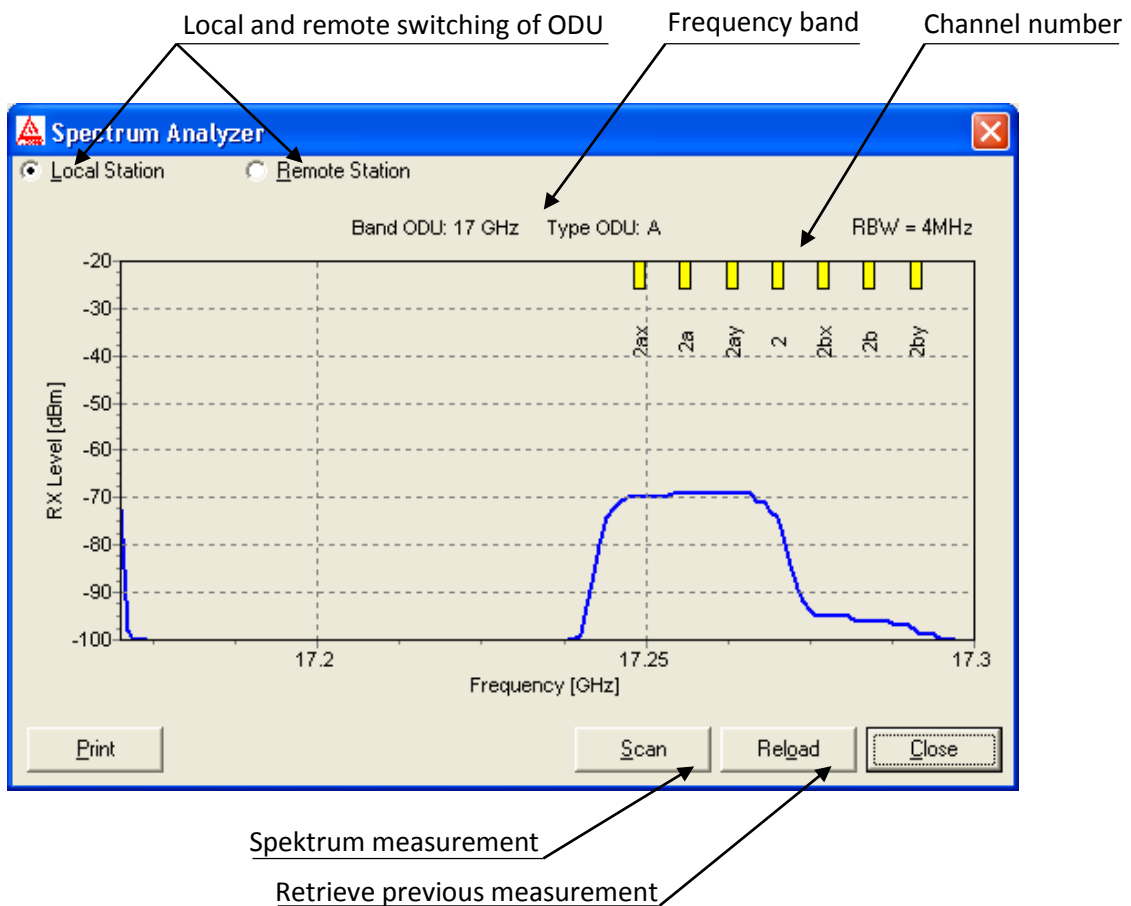 Local and remote switching of ODU
Frequency band
Channel number
Spectrum Analyzer
Local Station
Remote Station
Band ODU: 17 GHz
Type ODU: A
RBW = 4MHz
-20
-30
-40
-50
-60
-70
-80
-90
-100
RX Level [dBm]
2ax
2a
2ay
2
2bx
2b
2by
17.2
17.25
17.3
Frequency [GHz]
Print
Scan
Reload
Close
Spektrum measurement
Retrieve previous measurement